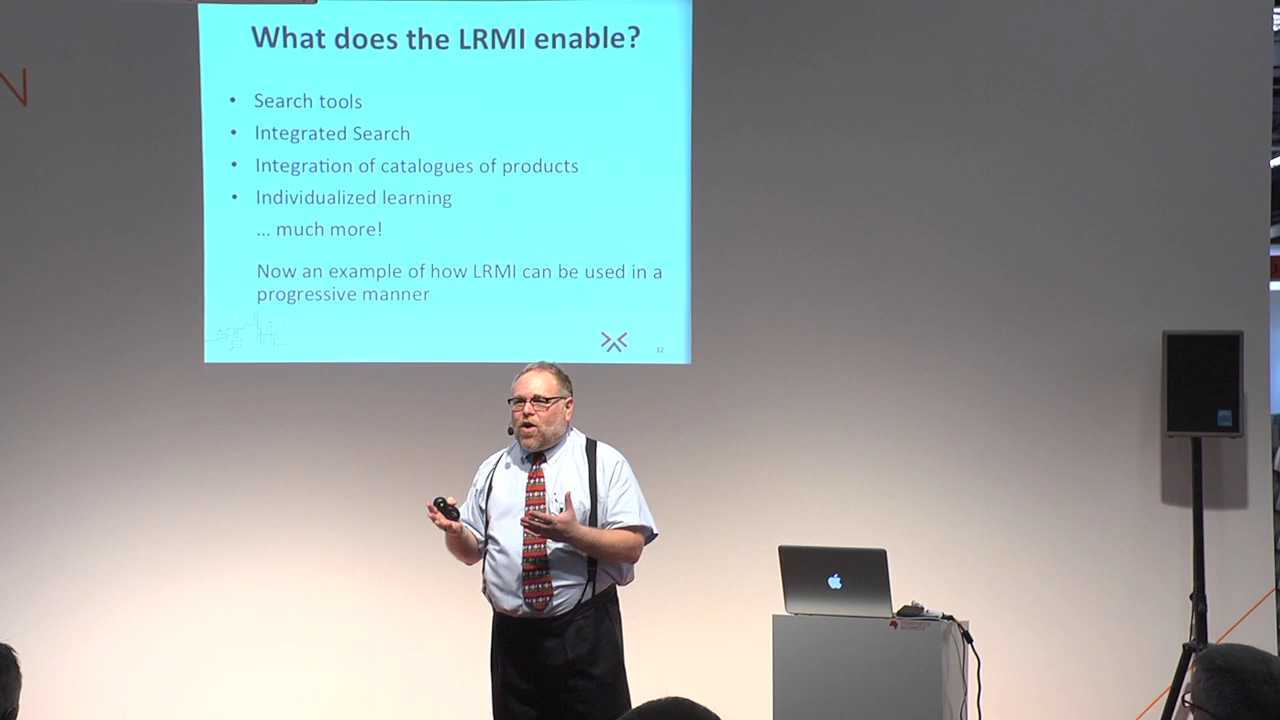 N
What does the LRMI enable?
• Search tools
• Integrated Search
• Integration of catalogues of products
• Individualized learning
... much more!
Now an example of how LRMI can be used in a
progressive manner